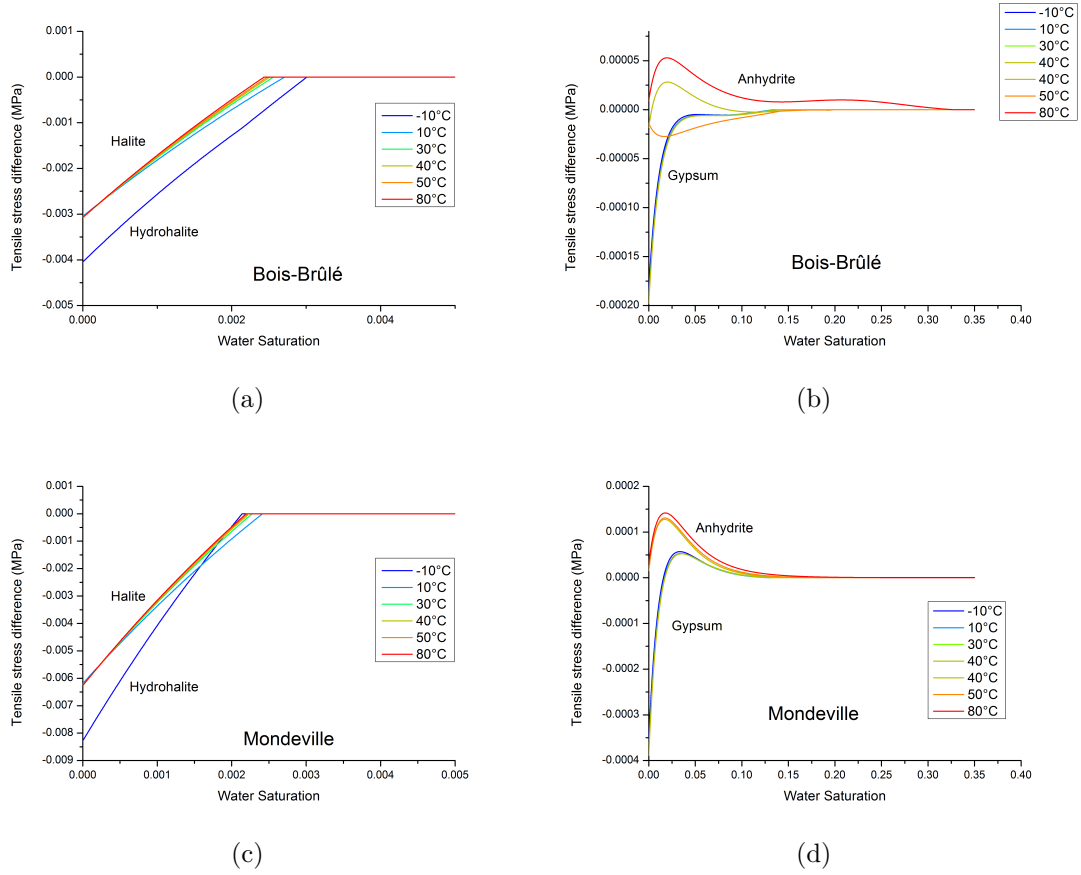 0.001
0.000
-0.001
-0.002
-0.003
-0.004
-0.005
0.000
0.002
0.004
Tensile stress difference (MPa)
Water Saturation
Halite
Hydrohalite
Bois-Brûlé
-10°C
10°C
30°C
40°C
50°C
80°C
(a)
-10°C
10°C
30°C
40°C
40°C
50°C
80°C
0.00005
0.00000
-0.00005
-0.00010
-0.00015
-0.00020
0.00
0.05
0.10
0.15
0.20
0.25
0.30
0.35
0.40
Tensile stress difference (MPa)
Water Saturation
Anhydrite
Gypsum
Bois-Brûlé
(b)
0.001
0.000
-0.001
-0.002
-0.003
-0.004
-0.005
-0.006
-0.007
-0.008
-0.009
0.000
0.001
0.002
0.003
0.004
0.005
Tensile stress difference (MPa)
Water Saturation
Halite
Hydrohalite
Mondeville
-10°C
10°C
30°C
40°C
50°C
80°C
(c)
0.0002
0.0001
0.0000
-0.0001
-0.0002
-0.0003
-0.0004
0.00
0.05
0.10
0.15
0.20
0.25
0.30
0.35
0.40
Tensile stress difference (MPa)
Water Saturation
Anhydrite
Gypsum
Mondeville
-10°C
10°C
30°C
40°C
40°C
50°C
80°C
(d)